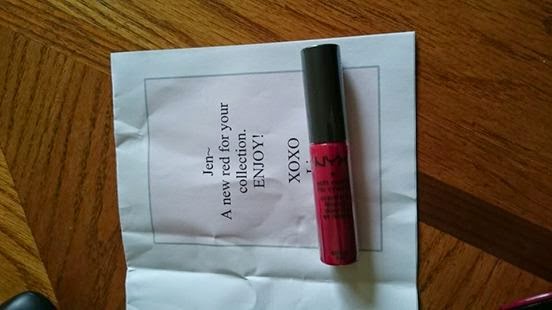 Jen~
A new red for your
collection.
ENJOY!
XOXO
NYX